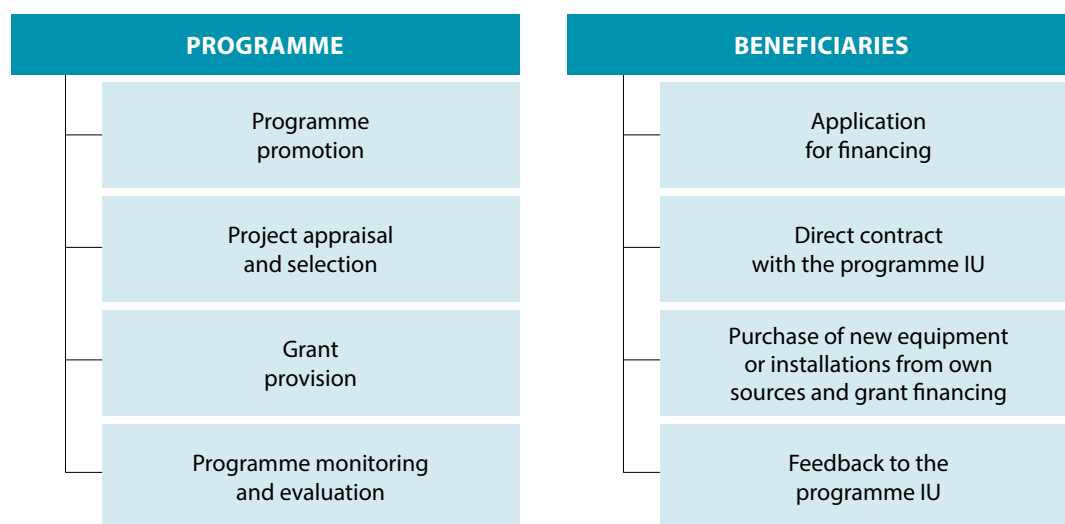 PROGRAMME
Programme
promotion
Project appraisal
and selection
Grant
provision
Programme monitoring
and evaluation
BENEFICIARIES
Application
for financing
Direct contract
with the programme IU
Purchase of new equipment
or installations from own
sources and grant financing
Feedback to the
programme IU